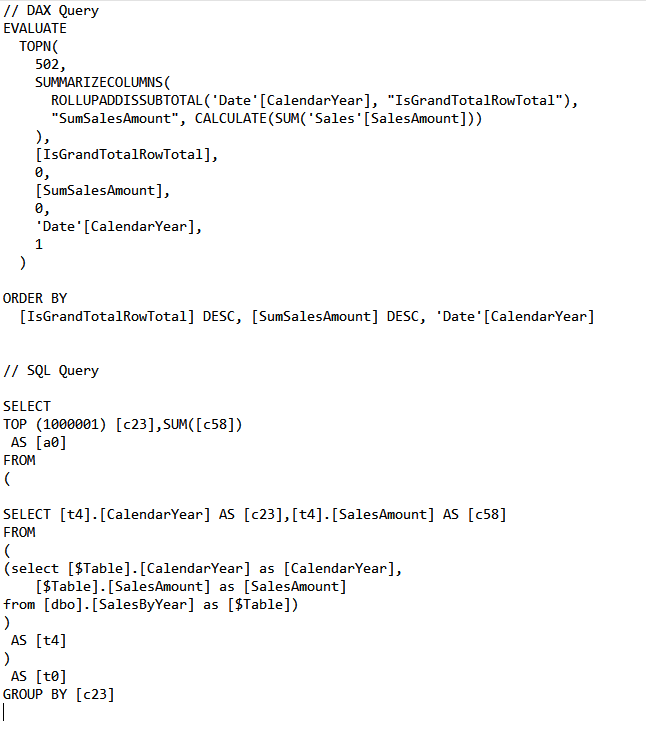 // DAX Query
EVALUATE
TOPN(
502,
SUMMARIZECOLUMNS(
ROLLUPADDISSUBTOTAL('Date'[CalendarYear], "IsGrandTotalRowTotal"),
"SumSalesAmount", CALCULATE(SUM('Sales'[SalesAmount]))
),
[IsGrandTotalRowTotal],
0,
[SumSalesAmount],
0,
'Date'[CalendarYear],
1
)
ORDER BY
[IsGrandTotalRowTotal] DESC, [SumSalesAmount] DESC, 'Date'[CalendarYear]
// SQL Query
SELECT
TOP (1000001) [c23],SUM([c58])
AS [a0]
FROM
(
SELECT [t4].[CalendarYear] AS [c23],[t4].[SalesAmount] AS [c58]
FROM
(
(select [$Table].[CalendarYear] as [CalendarYear],
[$Table].[SalesAmount] as [SalesAmount]
from [dbo].[SalesByYear] as [$Table])
)
AS [t4]
)
AS [t0]
GROUP BY [c23]